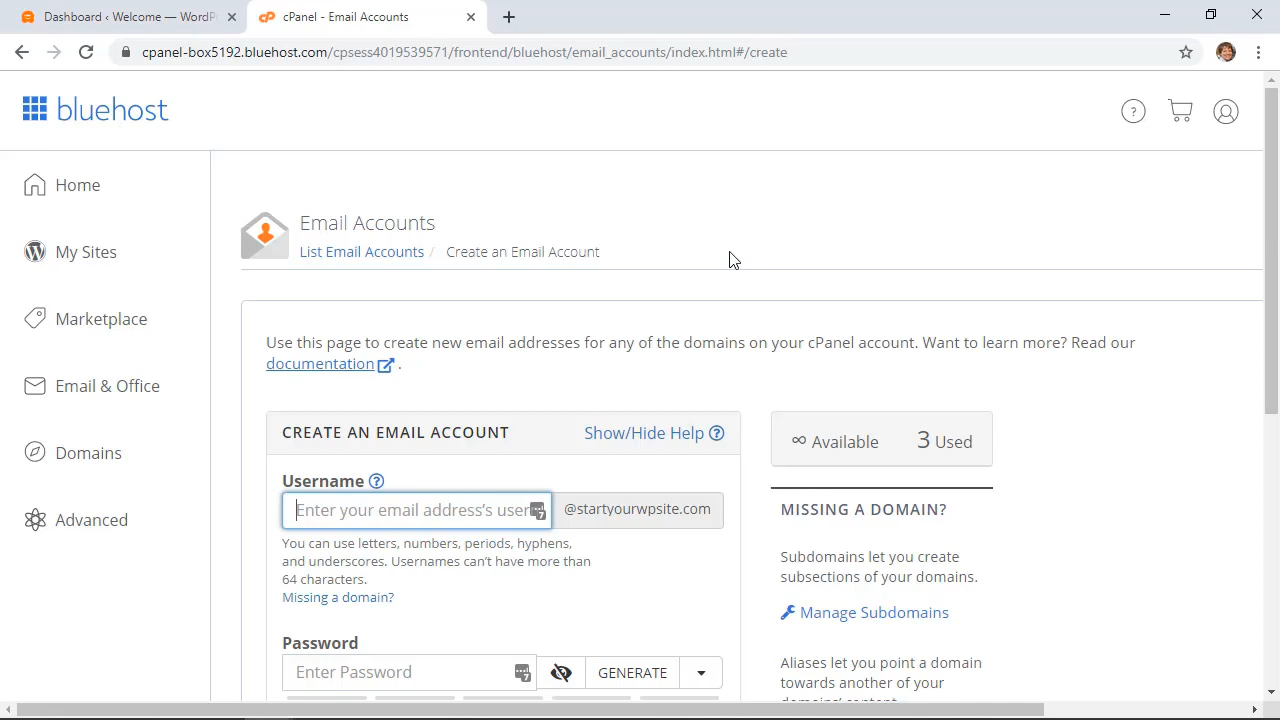 Dashboard ‹ Welcome — WordP
cPanel - Email Accounts
cpanel-box5192.bluehost.com/cpsess4019539571/frontend/bluehost/email_accounts/index.html#/create
bluehost
?
Home
My Sites
Marketplace
Email & Office
Domains
Advanced
Email Accounts
List Email Accounts / Create an Email Account
Use this page to create new email addresses for any of the domains on your cPanel account. Want to learn more? Read our
documentation .
CREATE AN EMAIL ACCOUNT
Show/Hide Help ?
Username ?
Enter your email address’s user
@startyourwpsite.com
You can use letters, numbers, periods, hyphens,
and underscores. Usernames can’t have more than
64 characters.
Missing a domain?
Password
Enter Password
GENERATE
∞ Available 3 Used
MISSING A DOMAIN?
Subdomains let you create
subsections of your domains.
Manage Subdomains
Aliases let you point a domain
towards another of your